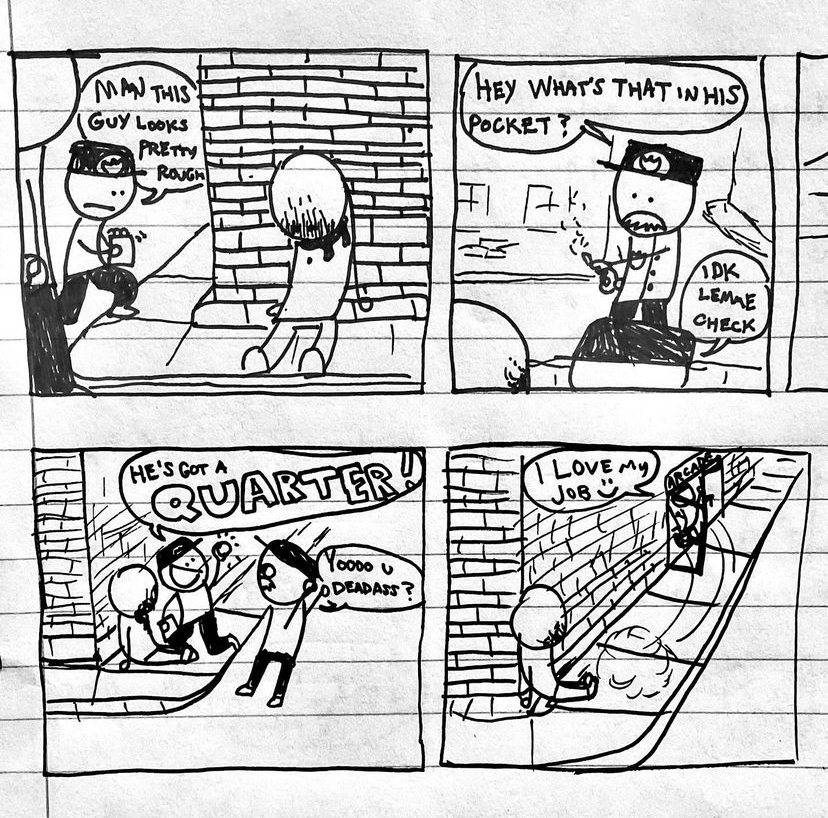 MAN THIS
GUY LOOKS
PRETTY
ROUGH
HEY WHAT'S THAT IN HIS
POCKET?
IDK
LEMME
CHECK
HE'S GOT A
QUARTER!
YOOOO U
DEADASS?
I LOVE MY
JOB
ARCADE